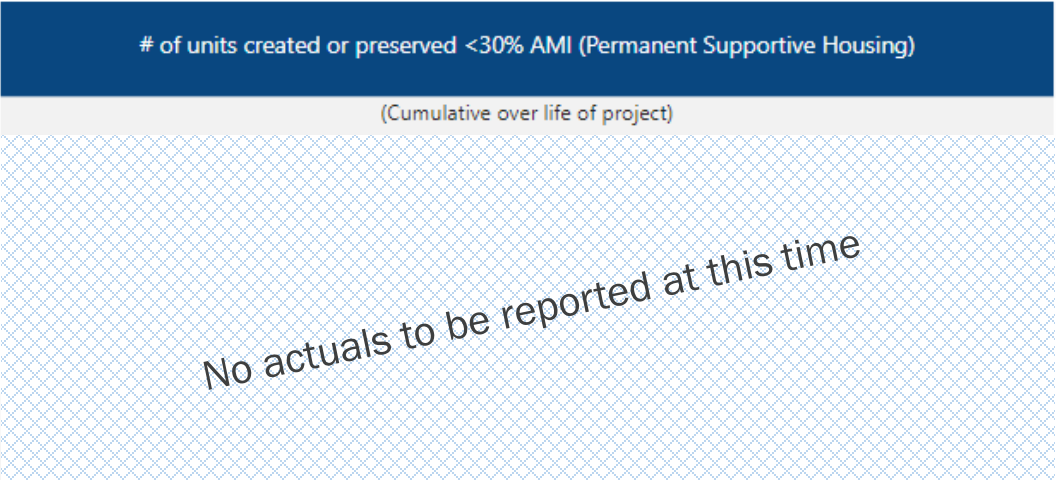 # of units created or preserved <30% AMI (Permanent Supportive Housing)
(Cumulative over life of project)
No actuals to be reported at this time